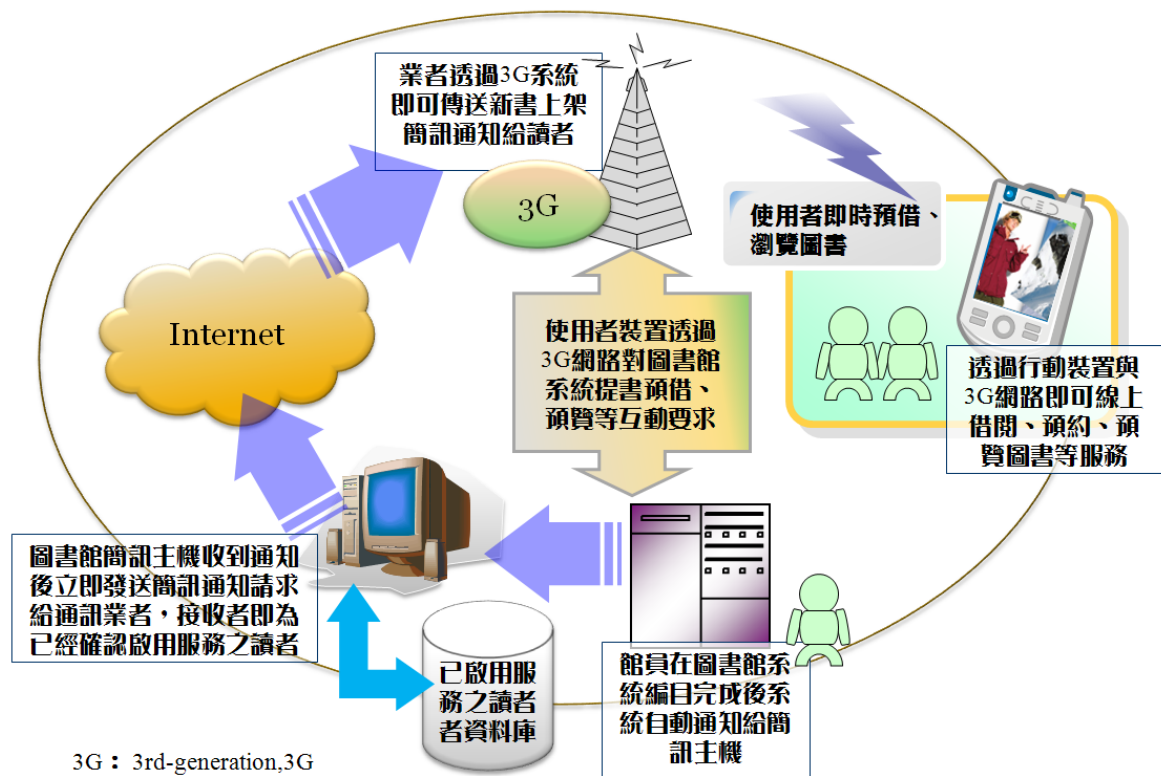 業者透過3G系統
即可傳送新書上架
簡訊通知給讀者
3G
使用者即時預借、
瀏覽圖書
Internet
使用者裝置透過
3G網路對圖書館
系統提書預借、
預覽等互動要求
透過行動裝置與
3G網路即可線上
借閱、預約、預
覽圖書等服務
圖書館簡訊主機收到通知
後立即發送簡訊通知請求
給通訊業者，接收者即為
已經確認啟用服務之讀者
已啟用服
務之讀者
者資料庫
館員在圖書館系
統編目完成後系
統自動通知給簡
訊主機
3G：3rd-generation,3G